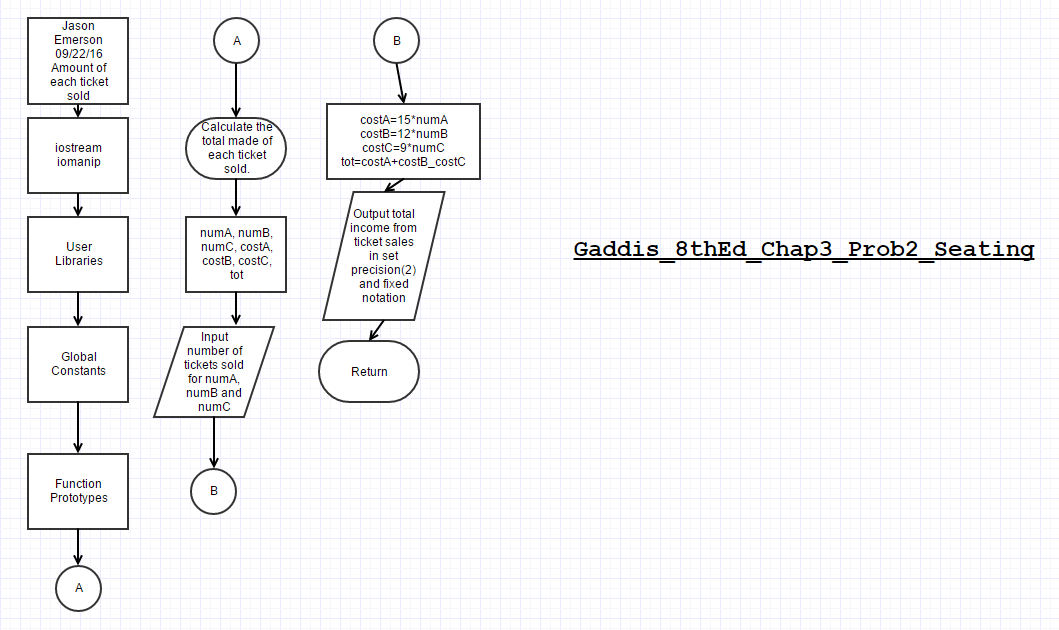 Jason
Emerson
09/22/16
Amount of
each ticket
sold
iostream
iomanip
User
Libraries
Global
Constants
Function
Prototypes
A
A
Calculate the
total made of
each ticket
sold.
numA, numB,
numC, costA,
costB, costC,
tot
Input
number of
tickets sold
for numA,
numB and
numC
B
B
costA=15*numA
costB=12*numB
costC=9*numC
tot=costA+costB_costC
Output total
income from
ticket sales
in set
precision(2)
and fixed
notation
Return
Gaddis_8thEd_Chap3_Prob2_Seating